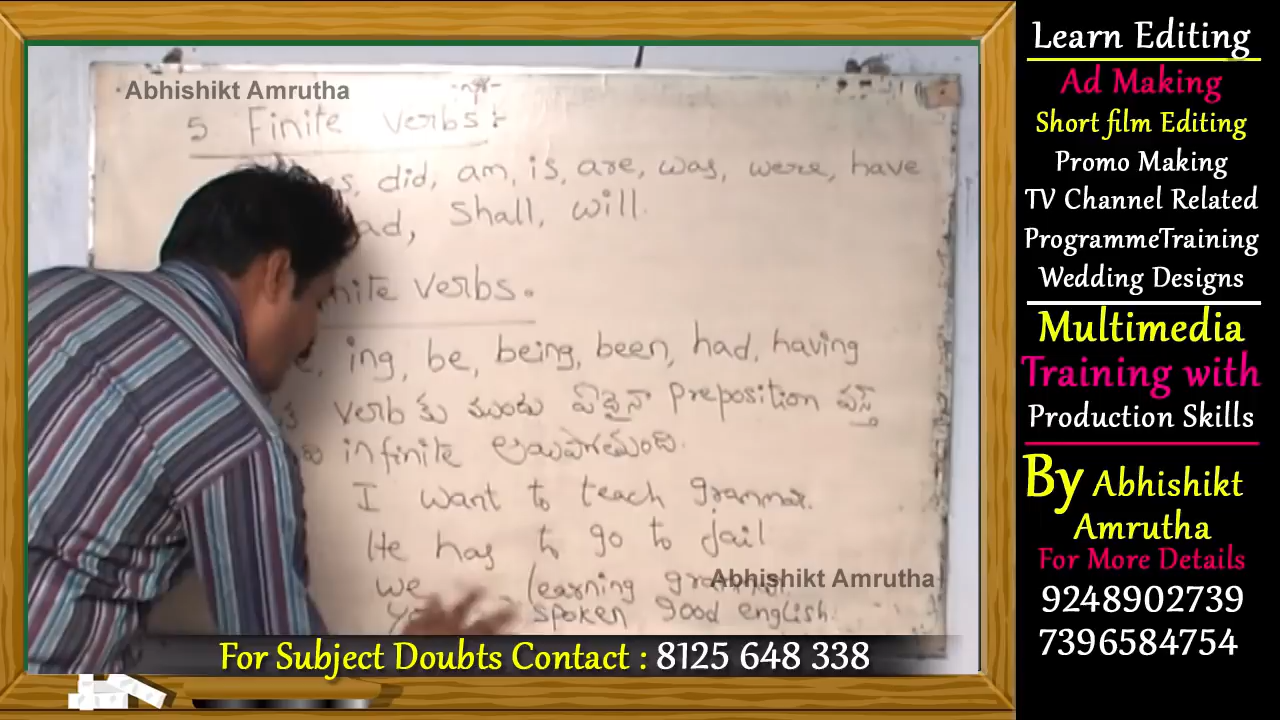 Abhishikt Amrutha
5 Finite verbs:-
did, am, is, are, was, were, have
shall, will.
verbs.
ing, be, being, been, had, having
verb కు ముందు ఏదైనా preposition వస్తే
infinite అయిపోతుంది.
I want to teach grammar.
He has to go to jail
Abhishikt Amrutha
we learning
spoken good english.
For Subject Doubts Contact : 8125 648 338
Learn Editing
Ad Making
Short film Editing
Promo Making
TV Channel Related
ProgrammeTraining
Wedding Designs
Multimedia
Training with
Production Skills
By Abhishikt
Amrutha
For More Details
9248902739
7396584754